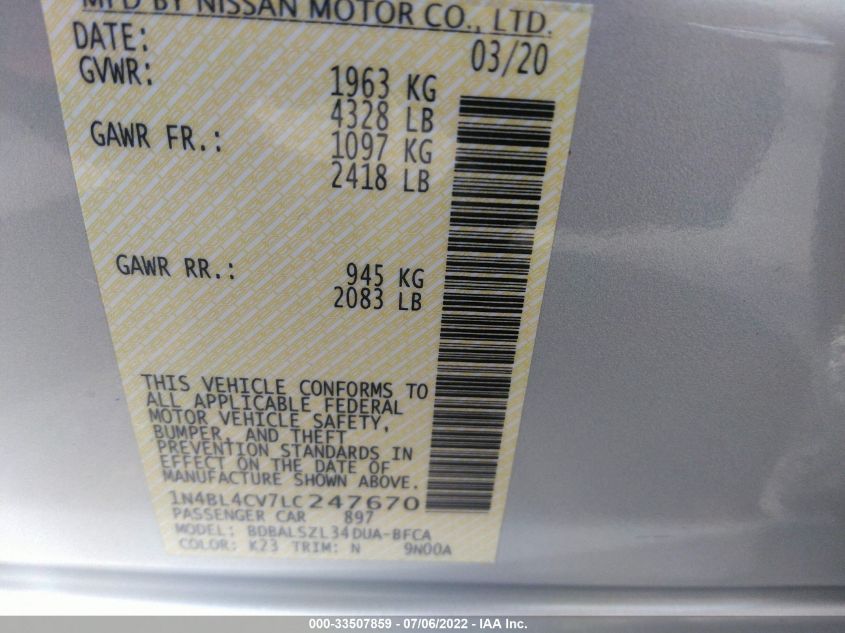 MFD BY NISSAN MOTOR CO., LTD.
DATE: 03/20
GVWR: 1963 KG
4328 LB
GAWR FR.: 1097 KG
2418 LB
GAWR RR.: 945 KG
2083 LB
THIS VEHICLE CONFORMS TO
ALL APPLICABLE FEDERAL
MOTOR VEHICLE SAFETY,
BUMPER, AND THEFT
PREVENTION STANDARDS IN
EFFECT ON THE DATE OF
MANUFACTURE SHOWN ABOVE.
1N4BL4CV7LC247670
PASSENGER CAR 897
MODEL: BDBALSZL34DUA-BFCA
COLOR: K23 TRIM: N 9N00A
000-33507859 - 07/06/2022 - IAA Inc.